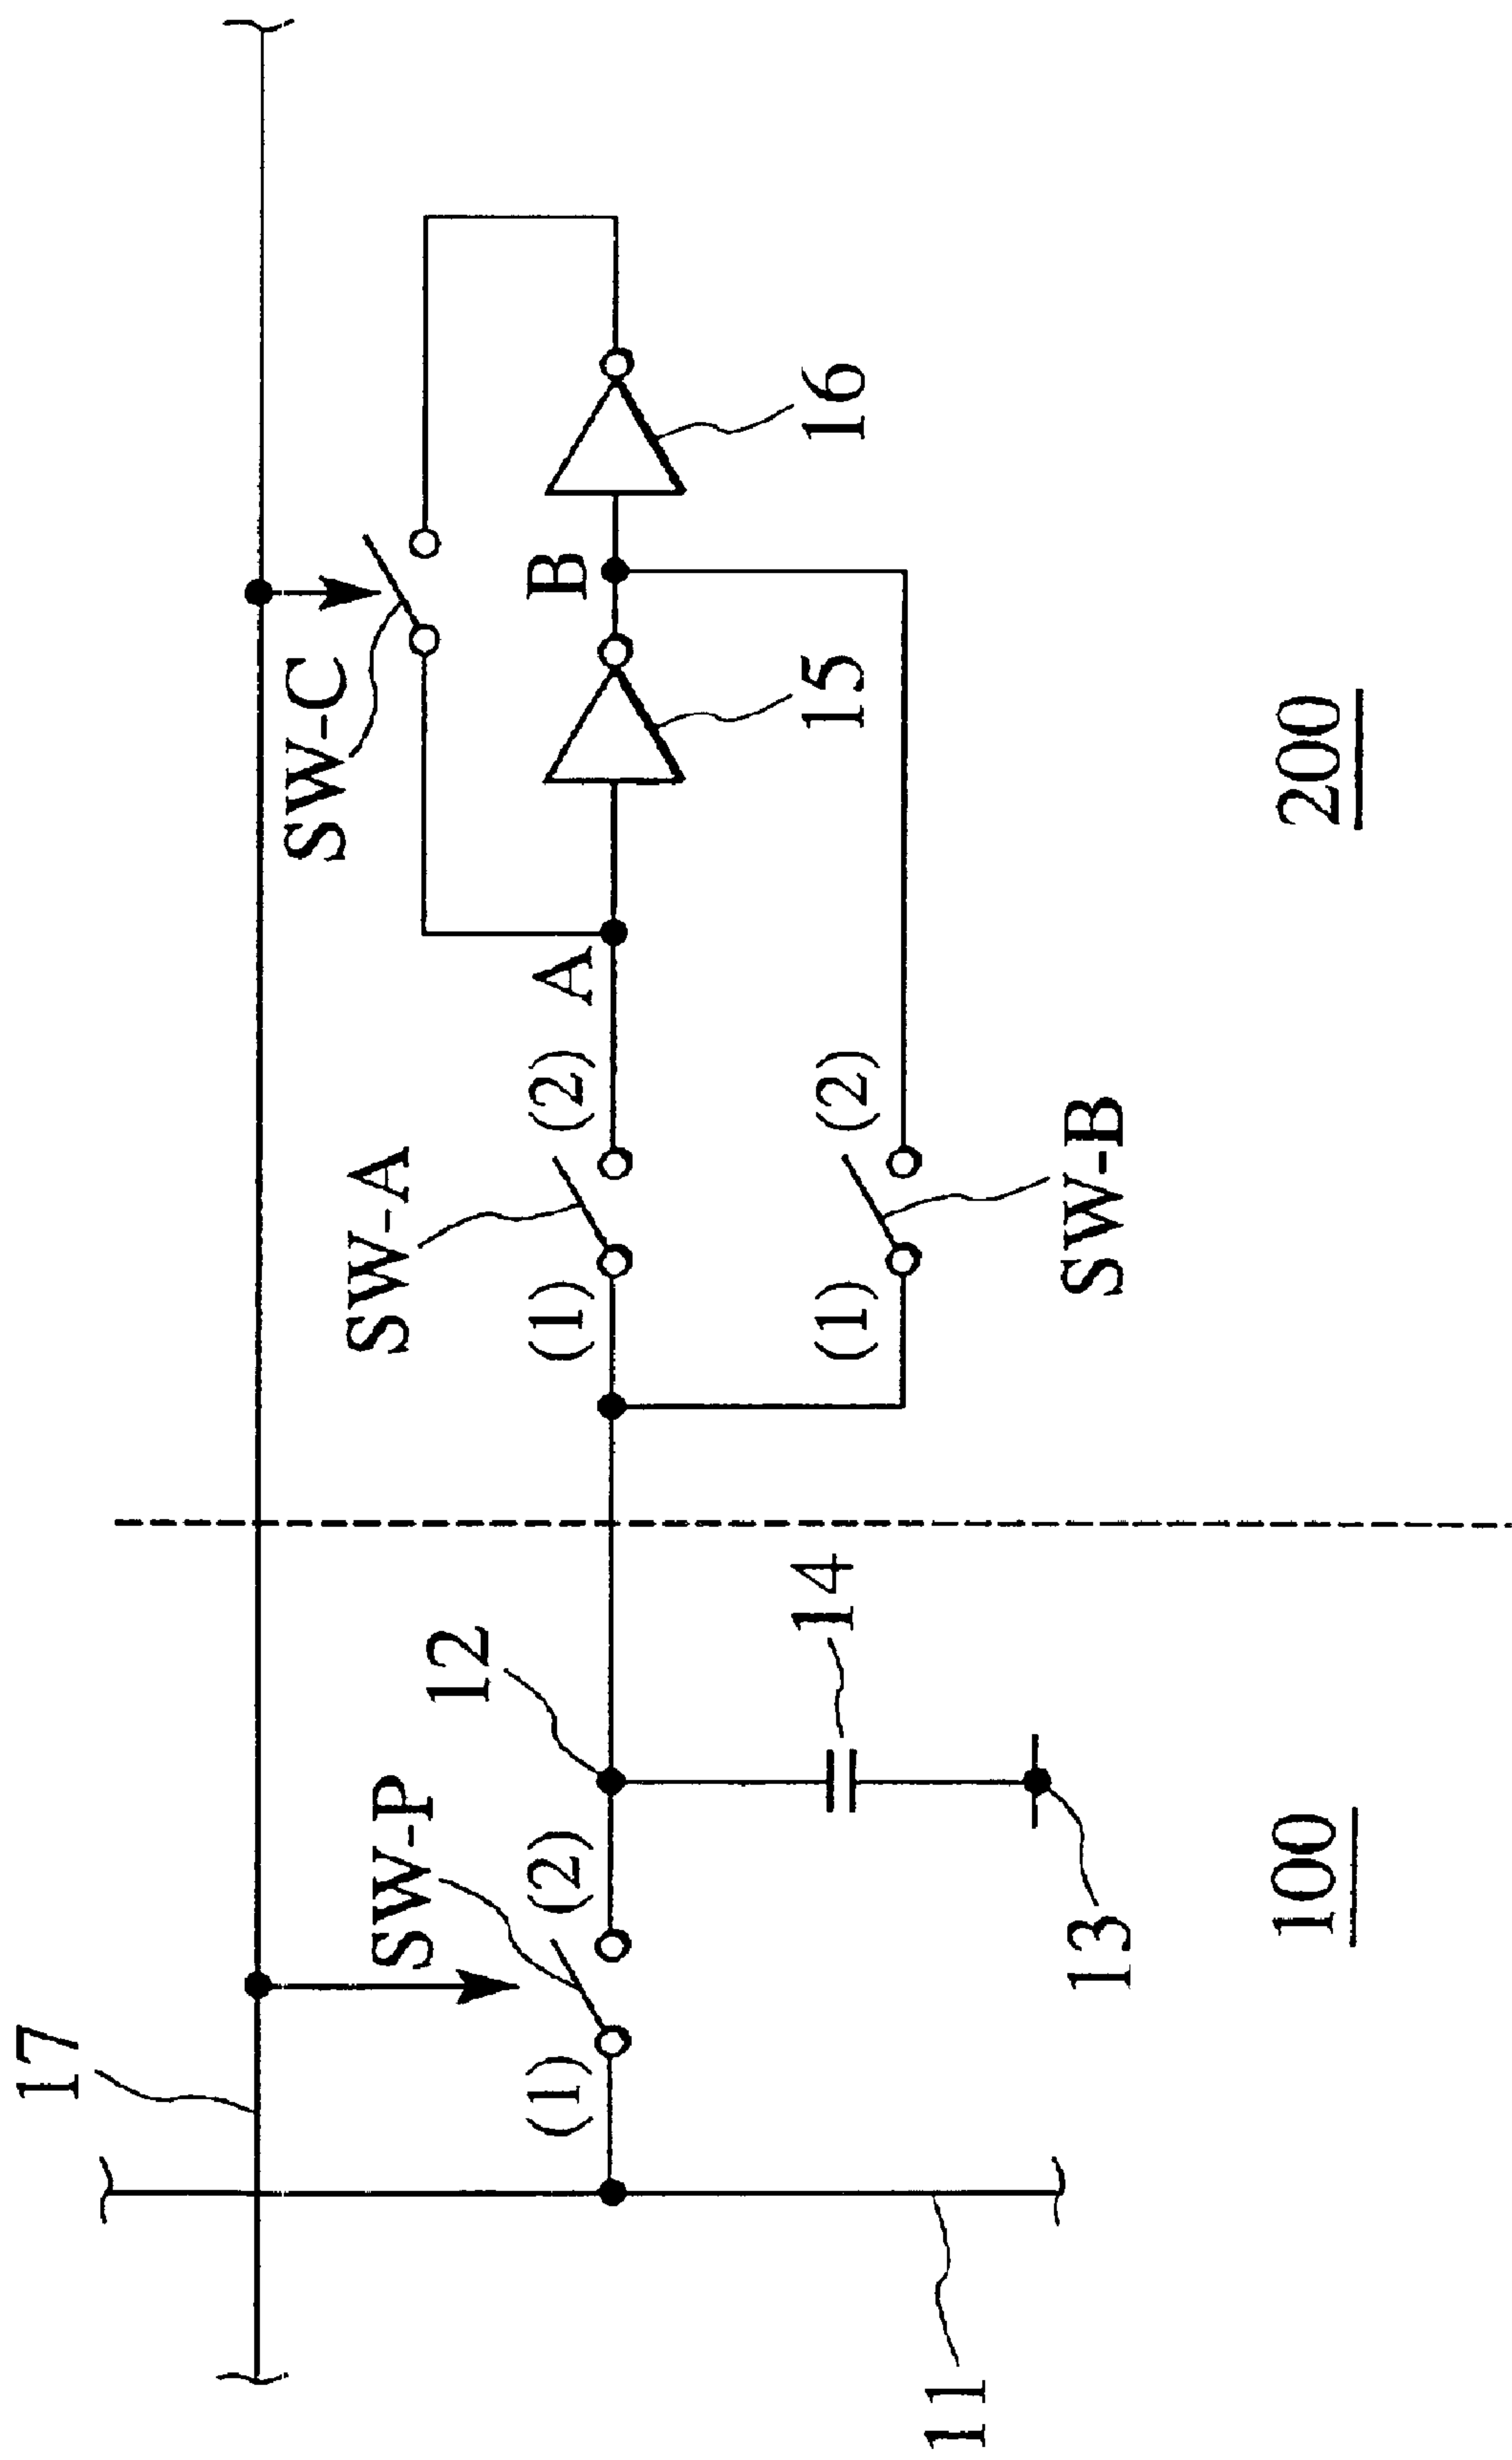 17
SW-C
SW-P
12
SW-A
(1)
(2)
(1)
(2)
A
B
14
(1)
(2)
15
16
11
13
SW-B
100
200